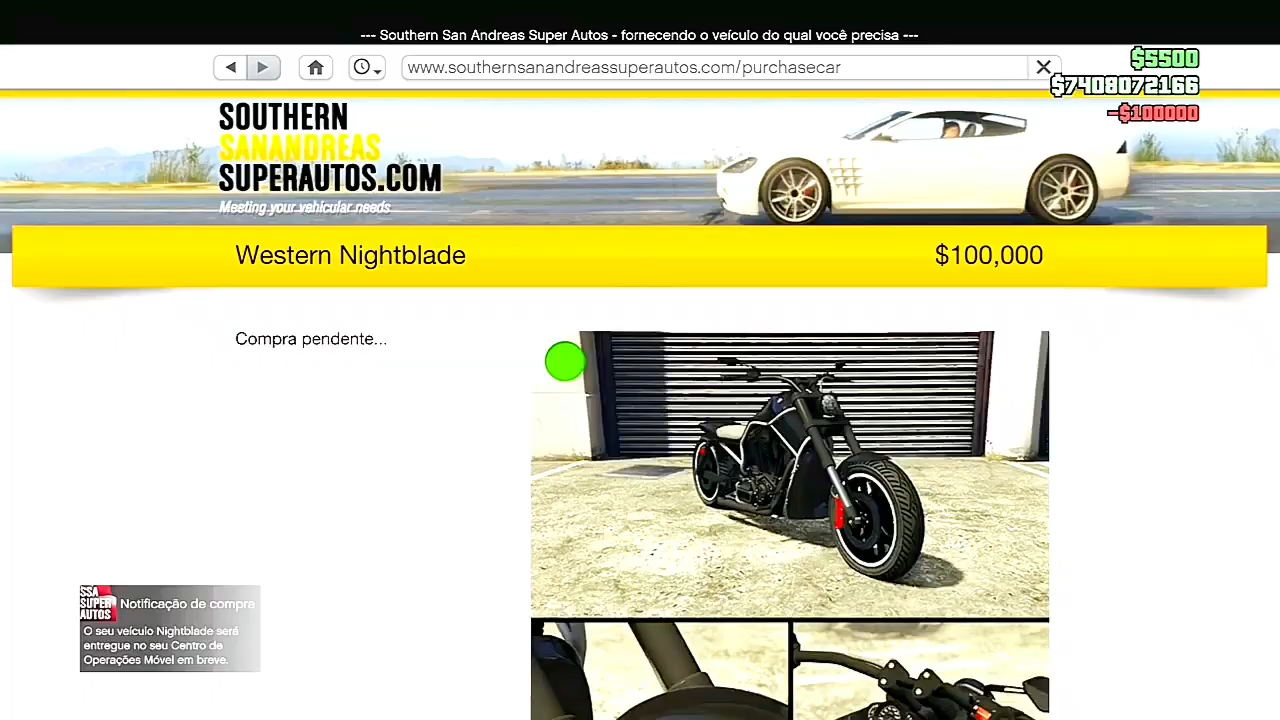 --- Southern San Andreas Super Autos - fornecendo o veículo do qual você precisa ---
www.southernsanandreassuperautos.com/purchasecar
$5500
$7408072166
-$100000
SOUTHERN
SANANDREAS
SUPERAUTOS.COM
Meeting your vehicular needs
Western Nightblade
$100,000
Compra pendente...
SSA
SUPER
AUTOS
Notificação de compra
O seu veículo Nightblade será
entregue no seu Centro de
Operações Móvel em breve.